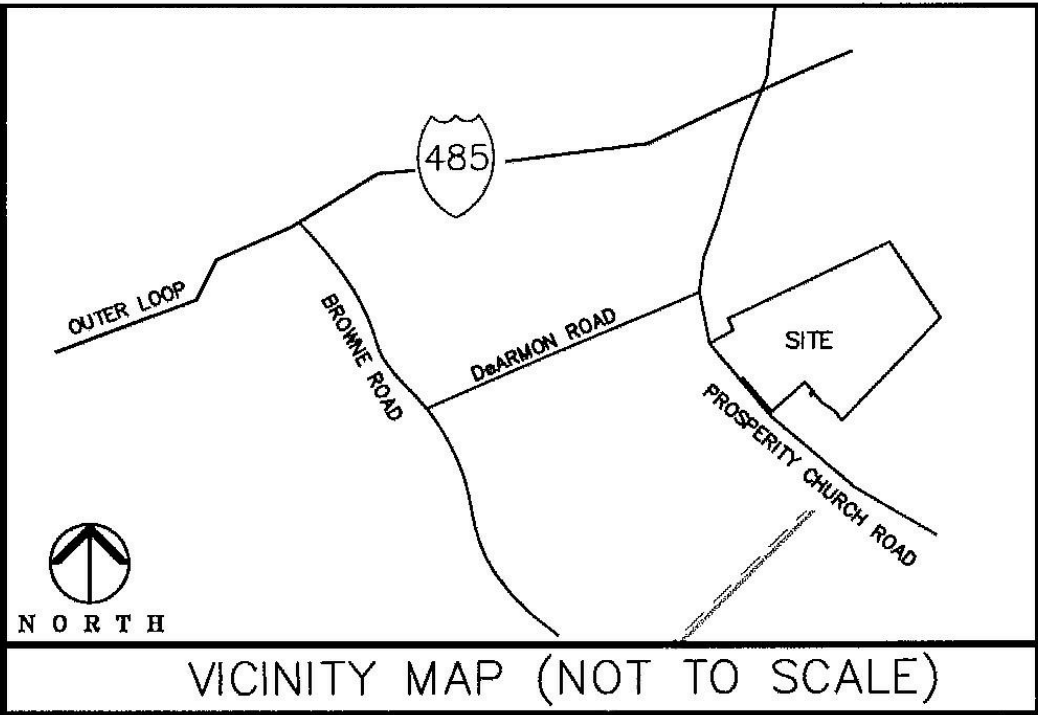 485
OUTER LOOP
BROWNE ROAD
DeARMON ROAD
SITE
PROSPERITY CHURCH ROAD
NORTH
VICINITY MAP (NOT TO SCALE)